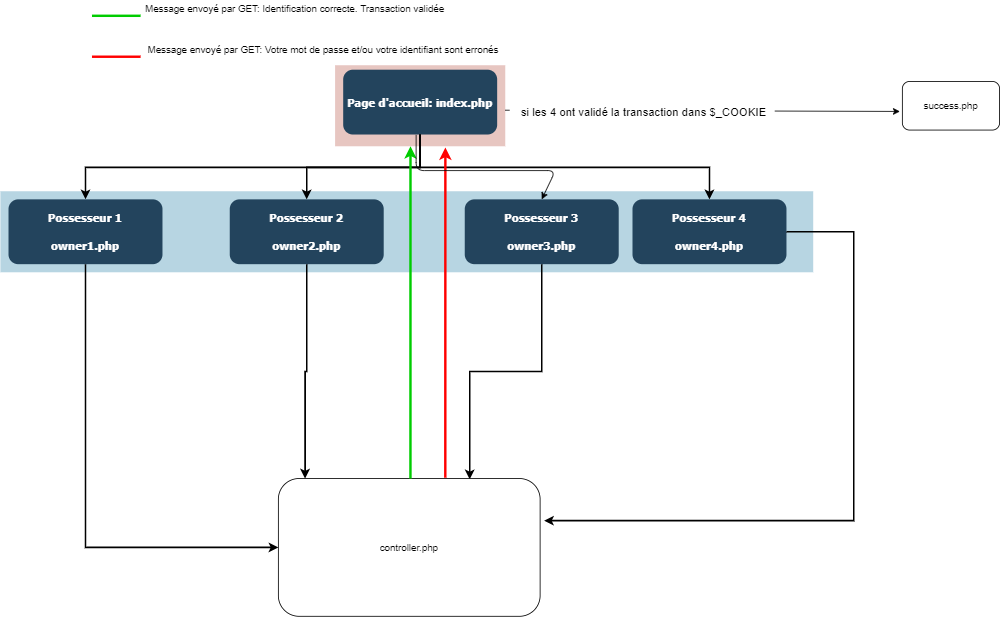 Message envoyé par GET: Identification correcte. Transaction validée
Message envoyé par GET: Votre mot de passe et/ou votre identifiant sont erronés
Page d'accueil: index.php
si les 4 ont validé la transaction dans $_COOKIE
success.php
Possesseur 1
owner1.php
Possesseur 2
owner2.php
Possesseur 3
owner3.php
Possesseur 4
owner4.php
controller.php